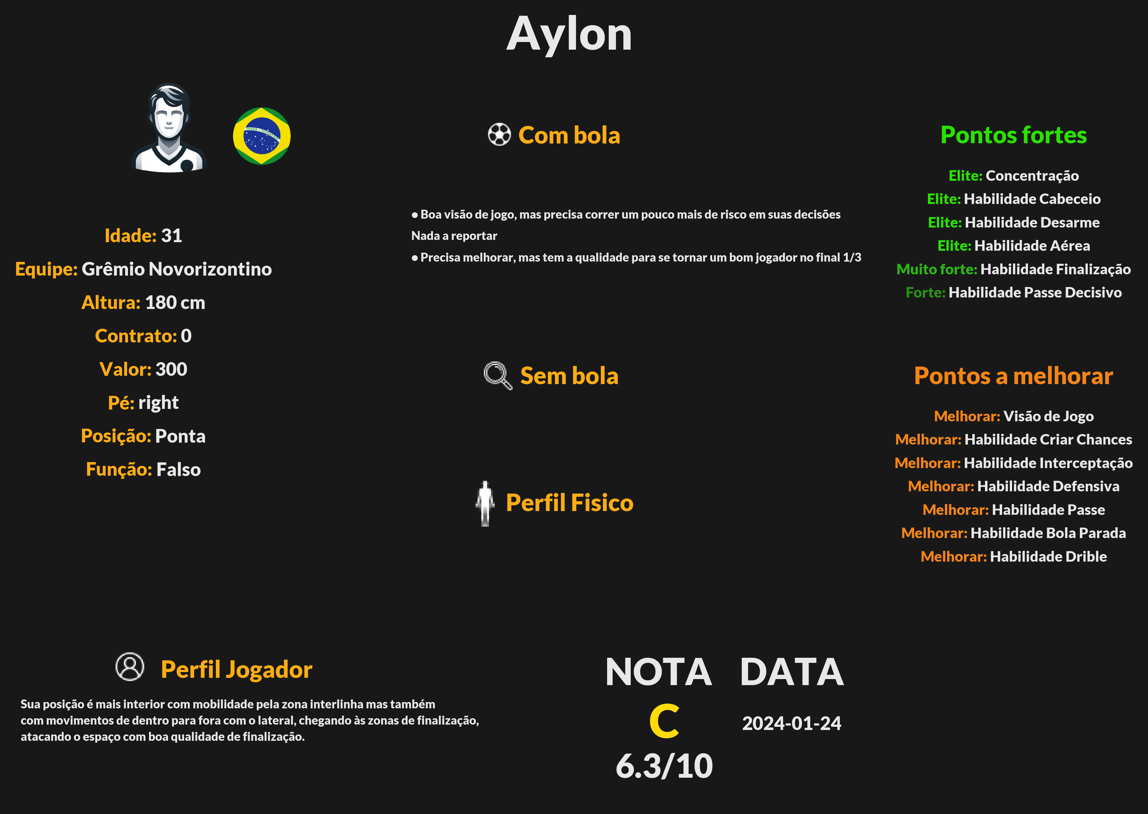 Aylon
Idade: 31
Equipe: Grêmio Novorizontino
Altura: 180 cm
Contrato: 0
Valor: 300
Pé: right
Posição: Ponta
Função: Falso
Com bola
● Boa visão de jogo, mas precisa correr um pouco mais de risco em suas decisões
Nada a reportar
● Precisa melhorar, mas tem a qualidade para se tornar um bom jogador no final 1/3
Sem bola
Perfil Fisico
Pontos fortes
Elite: Concentração
Elite: Habilidade Cabeceio
Elite: Habilidade Desarme
Elite: Habilidade Aérea
Muito forte: Habilidade Finalização
Forte: Habilidade Passe Decisivo
Pontos a melhorar
Melhorar: Visão de Jogo
Melhorar: Habilidade Criar Chances
Melhorar: Habilidade Interceptação
Melhorar: Habilidade Defensiva
Melhorar: Habilidade Passe
Melhorar: Habilidade Bola Parada
Melhorar: Habilidade Drible
Perfil Jogador
Sua posição é mais interior com mobilidade pela zona interlinha mas também
com movimentos de dentro para fora com o lateral, chegando às zonas de finalização,
atacando o espaço com boa qualidade de finalização.
NOTA
C
6.3/10
DATA
2024-01-24